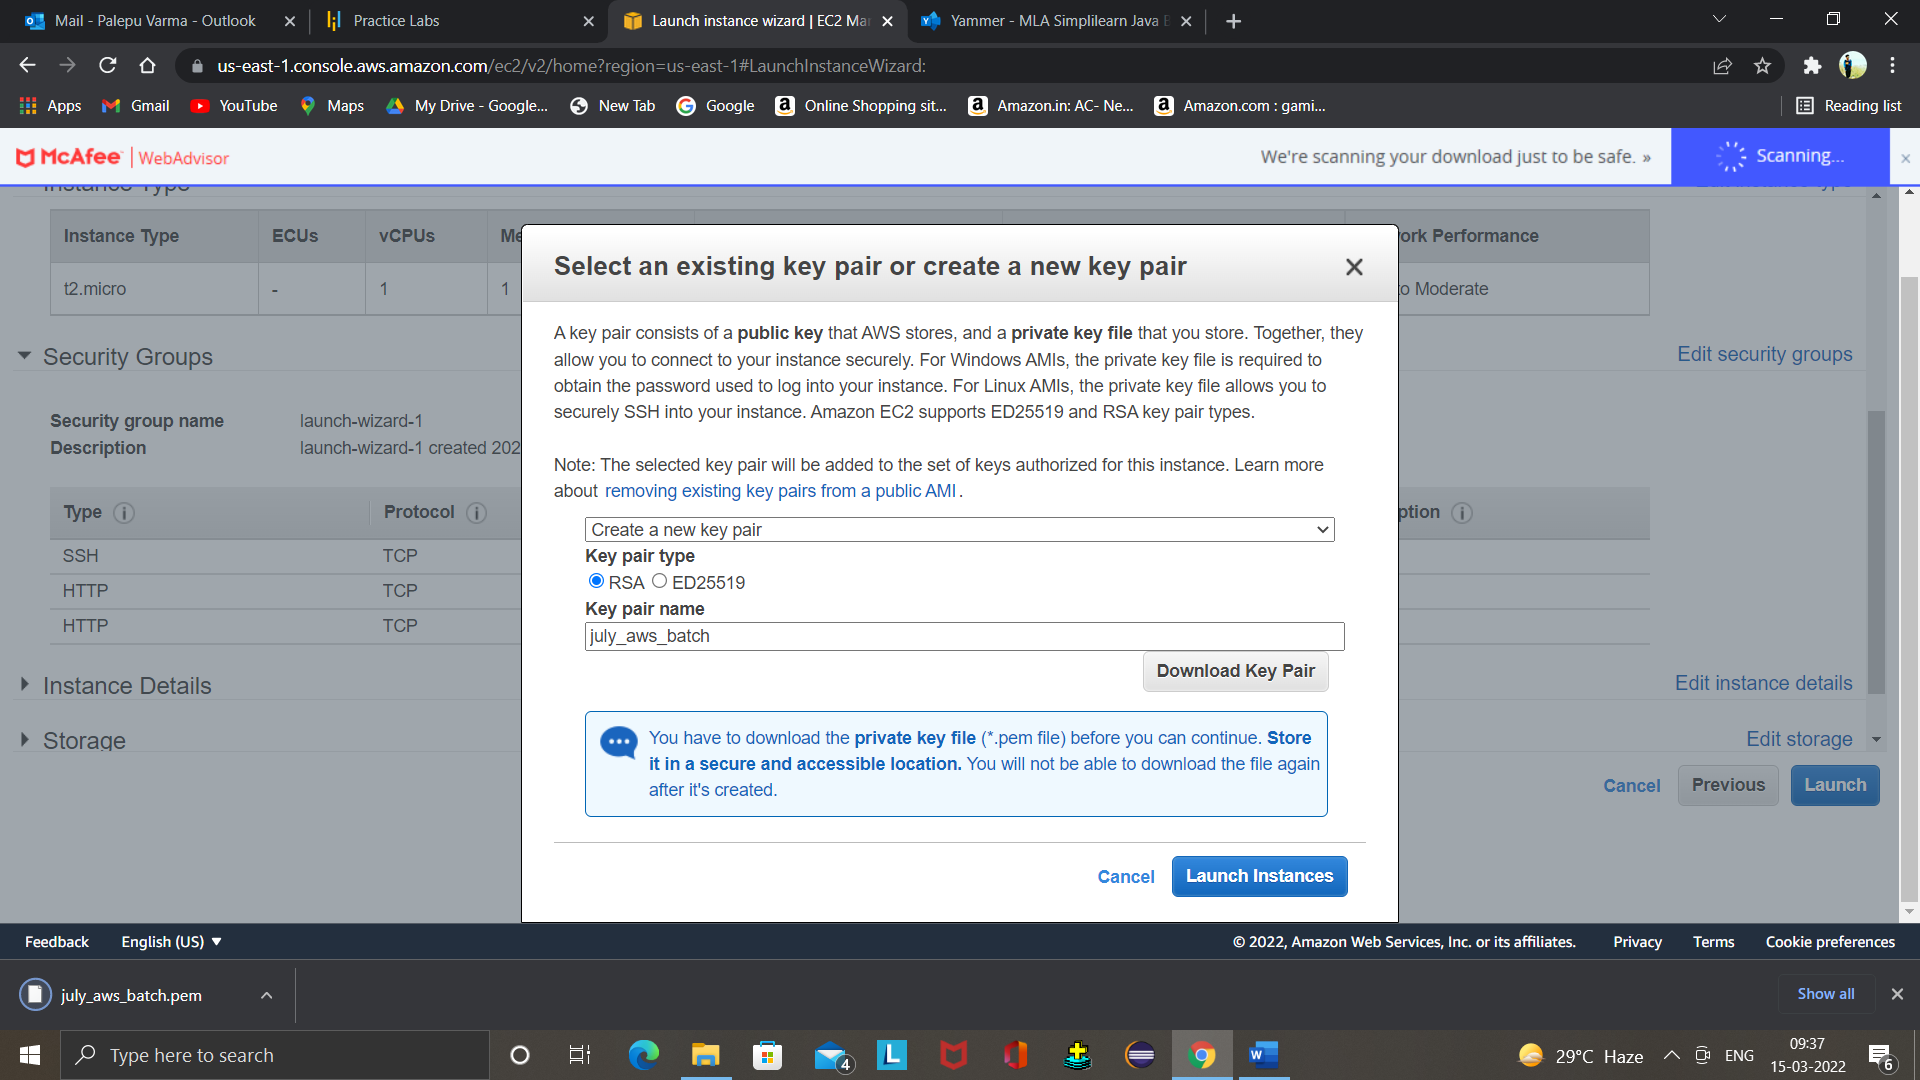 Mail - Palepu Varma - Outlook
Practice Labs
Launch instance wizard | EC2 Ma
Yammer - MLA Simplilearn Java
us-east-1.console.aws.amazon.com/ec2/v2/home?region=us-east-1#LaunchInstanceWizard:
Apps Gmail YouTube Maps My Drive - Google... New Tab Google Online Shopping sit... Amazon.in: AC- Ne... Amazon.com : gami... Reading list
McAfee | WebAdvisor We're scanning your download just to be safe. » Scanning...
Instance Type
Instance Type ECUs vCPUs Me ork Performance
t2.micro - 1 1 o Moderate
Select an existing key pair or create a new key pair
A key pair consists of a public key that AWS stores, and a private key file that you store. Together, they
allow you to connect to your instance securely. For Windows AMIs, the private key file is required to
obtain the password used to log into your instance. For Linux AMIs, the private key file allows you to
securely SSH into your instance. Amazon EC2 supports ED25519 and RSA key pair types.
Note: The selected key pair will be added to the set of keys authorized for this instance. Learn more
about removing existing key pairs from a public AMI.
Create a new key pair
Key pair type
RSA ED25519
Key pair name
july_aws_batch
Download Key Pair
You have to download the private key file (*.pem file) before you can continue. Store
it in a secure and accessible location. You will not be able to download the file again
after it's created.
Cancel Launch Instances
Security Groups Edit security groups
Security group name launch-wizard-1
Description launch-wizard-1 created 202
Type Protocol ption
SSH TCP
HTTP TCP
HTTP TCP
Instance Details Edit instance details
Storage Edit storage
Cancel Previous Launch
Feedback English (US) © 2022, Amazon Web Services, Inc. or its affiliates. Privacy Terms Cookie preferences
july_aws_batch.pem Show all
Type here to search
4
29°C Haze ENG
09:37
15-03-2022
6